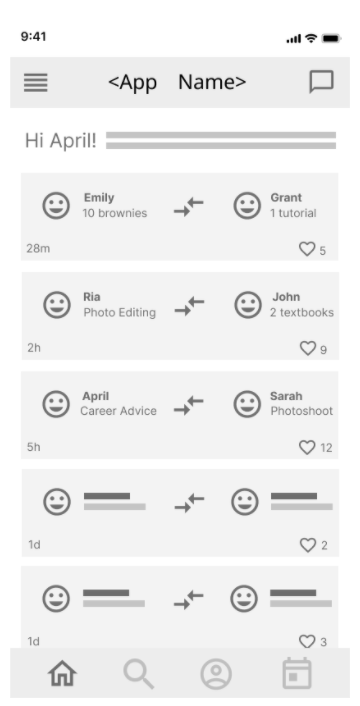 9:41
<App Name>
Hi April!
Emily
10 brownies
Grant
1 tutorial
28m
5
Ria
Photo Editing
John
2 textbooks
2h
9
April
Career Advice
Sarah
Photoshoot
5h
12
1d
2
1d
3